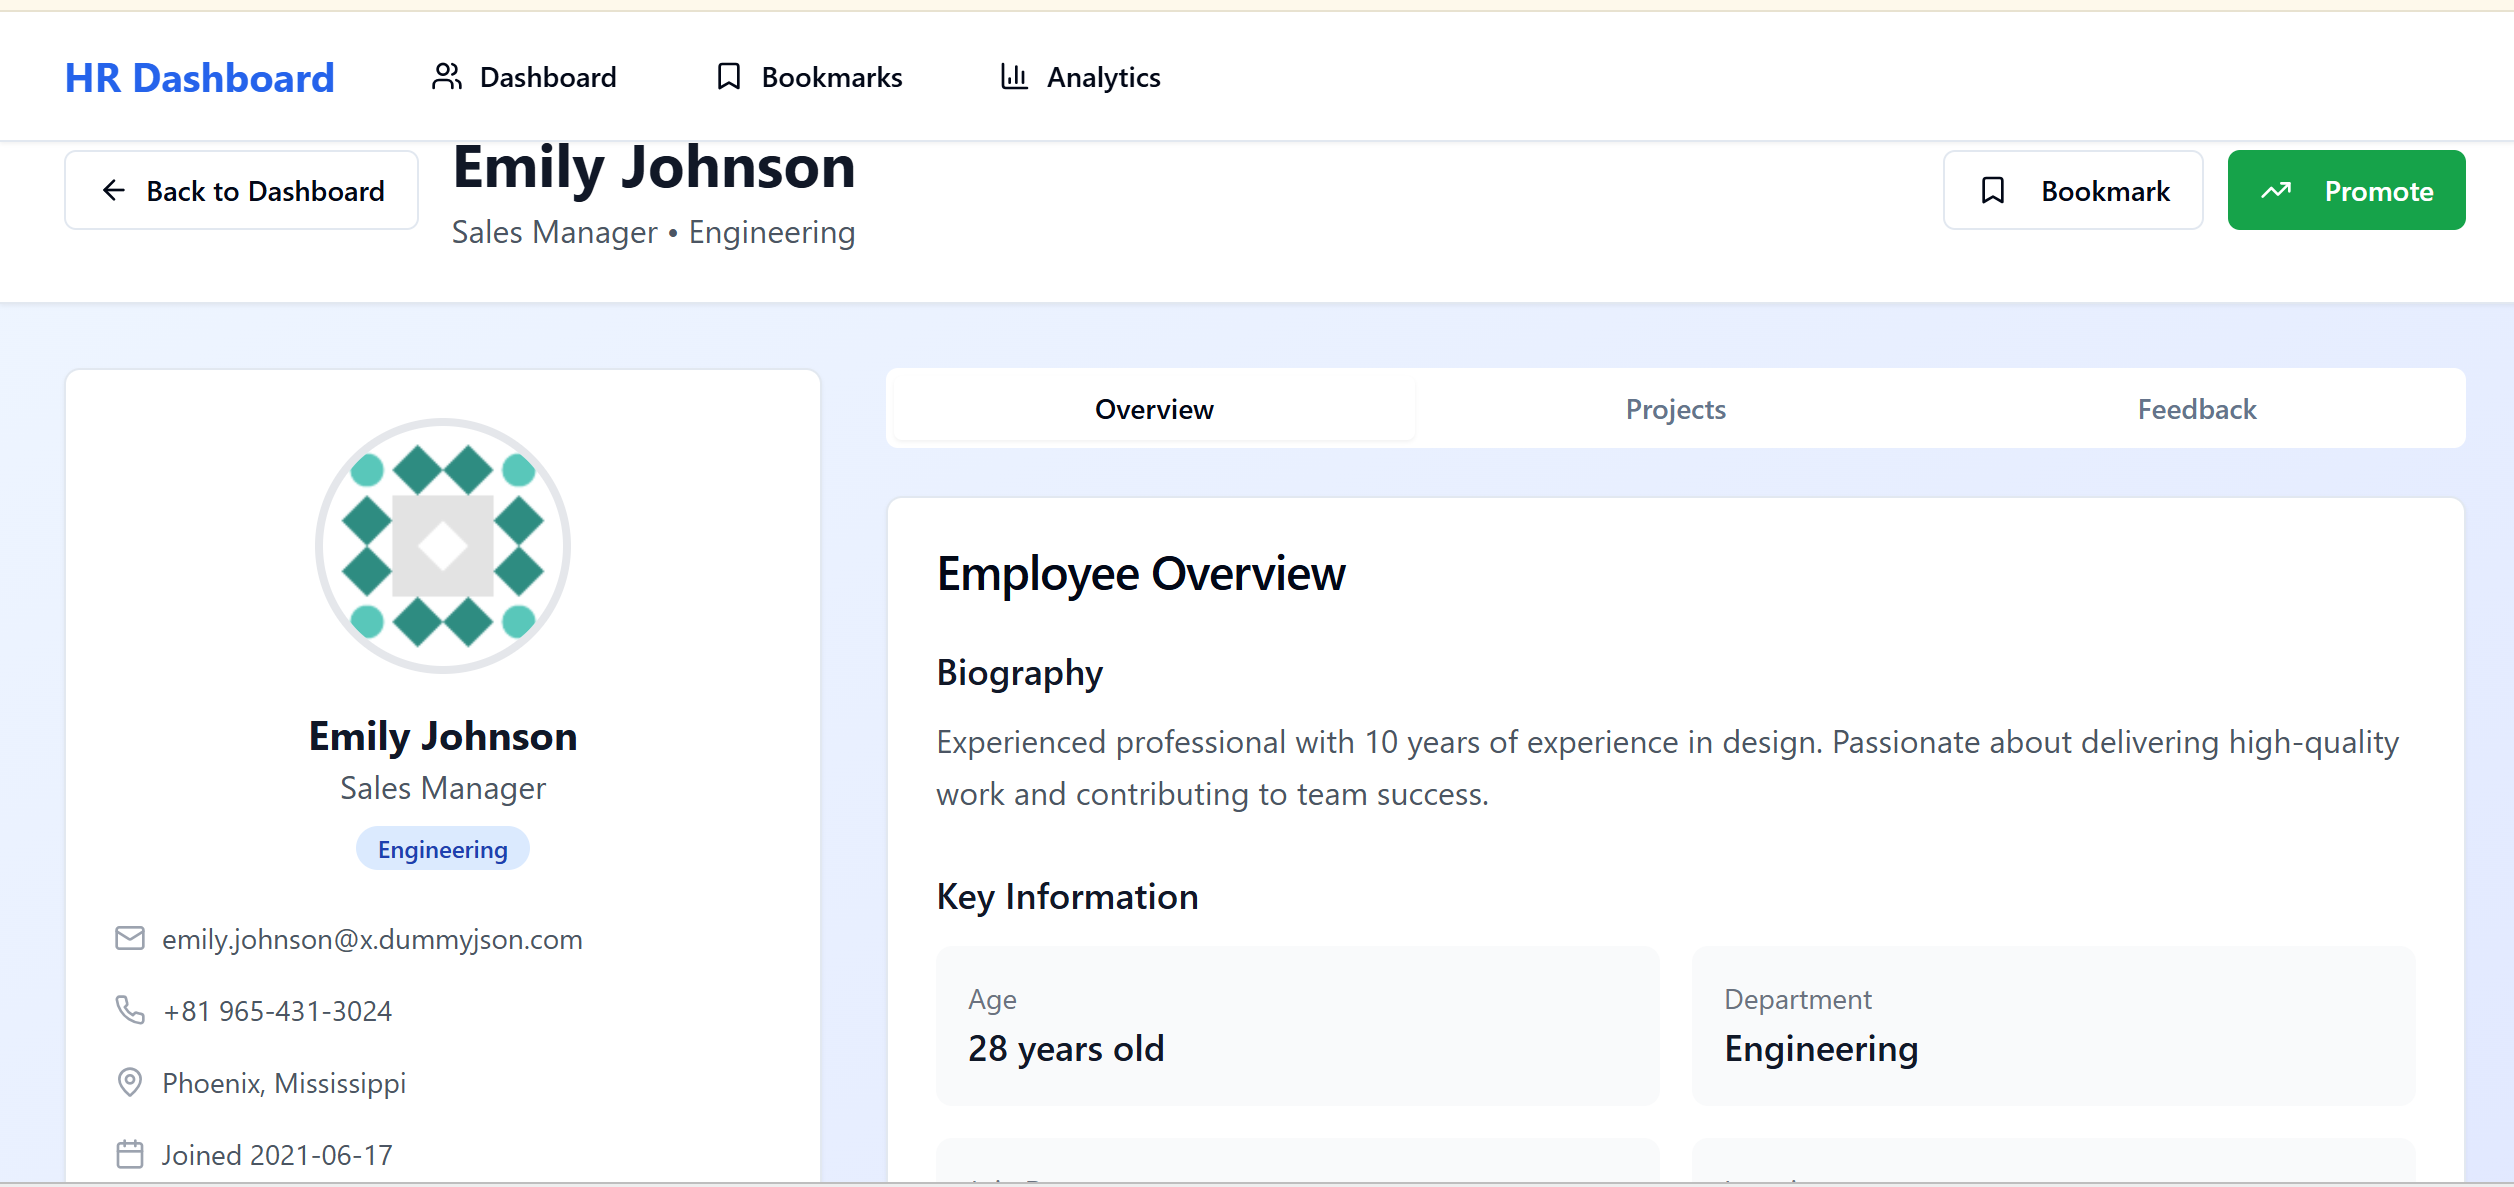 HR Dashboard
Dashboard
Bookmarks
Analytics
Back to Dashboard
Emily Johnson
Sales Manager • Engineering
Bookmark
Promote
Emily Johnson
Sales Manager
Engineering
emily.johnson@x.dummyjson.com
+81 965-431-3024
Phoenix, Mississippi
Joined 2021-06-17
Overview
Projects
Feedback
Employee Overview
Biography
Experienced professional with 10 years of experience in design. Passionate about delivering high-quality
work and contributing to team success.
Key Information
Age
28 years old
Department
Engineering